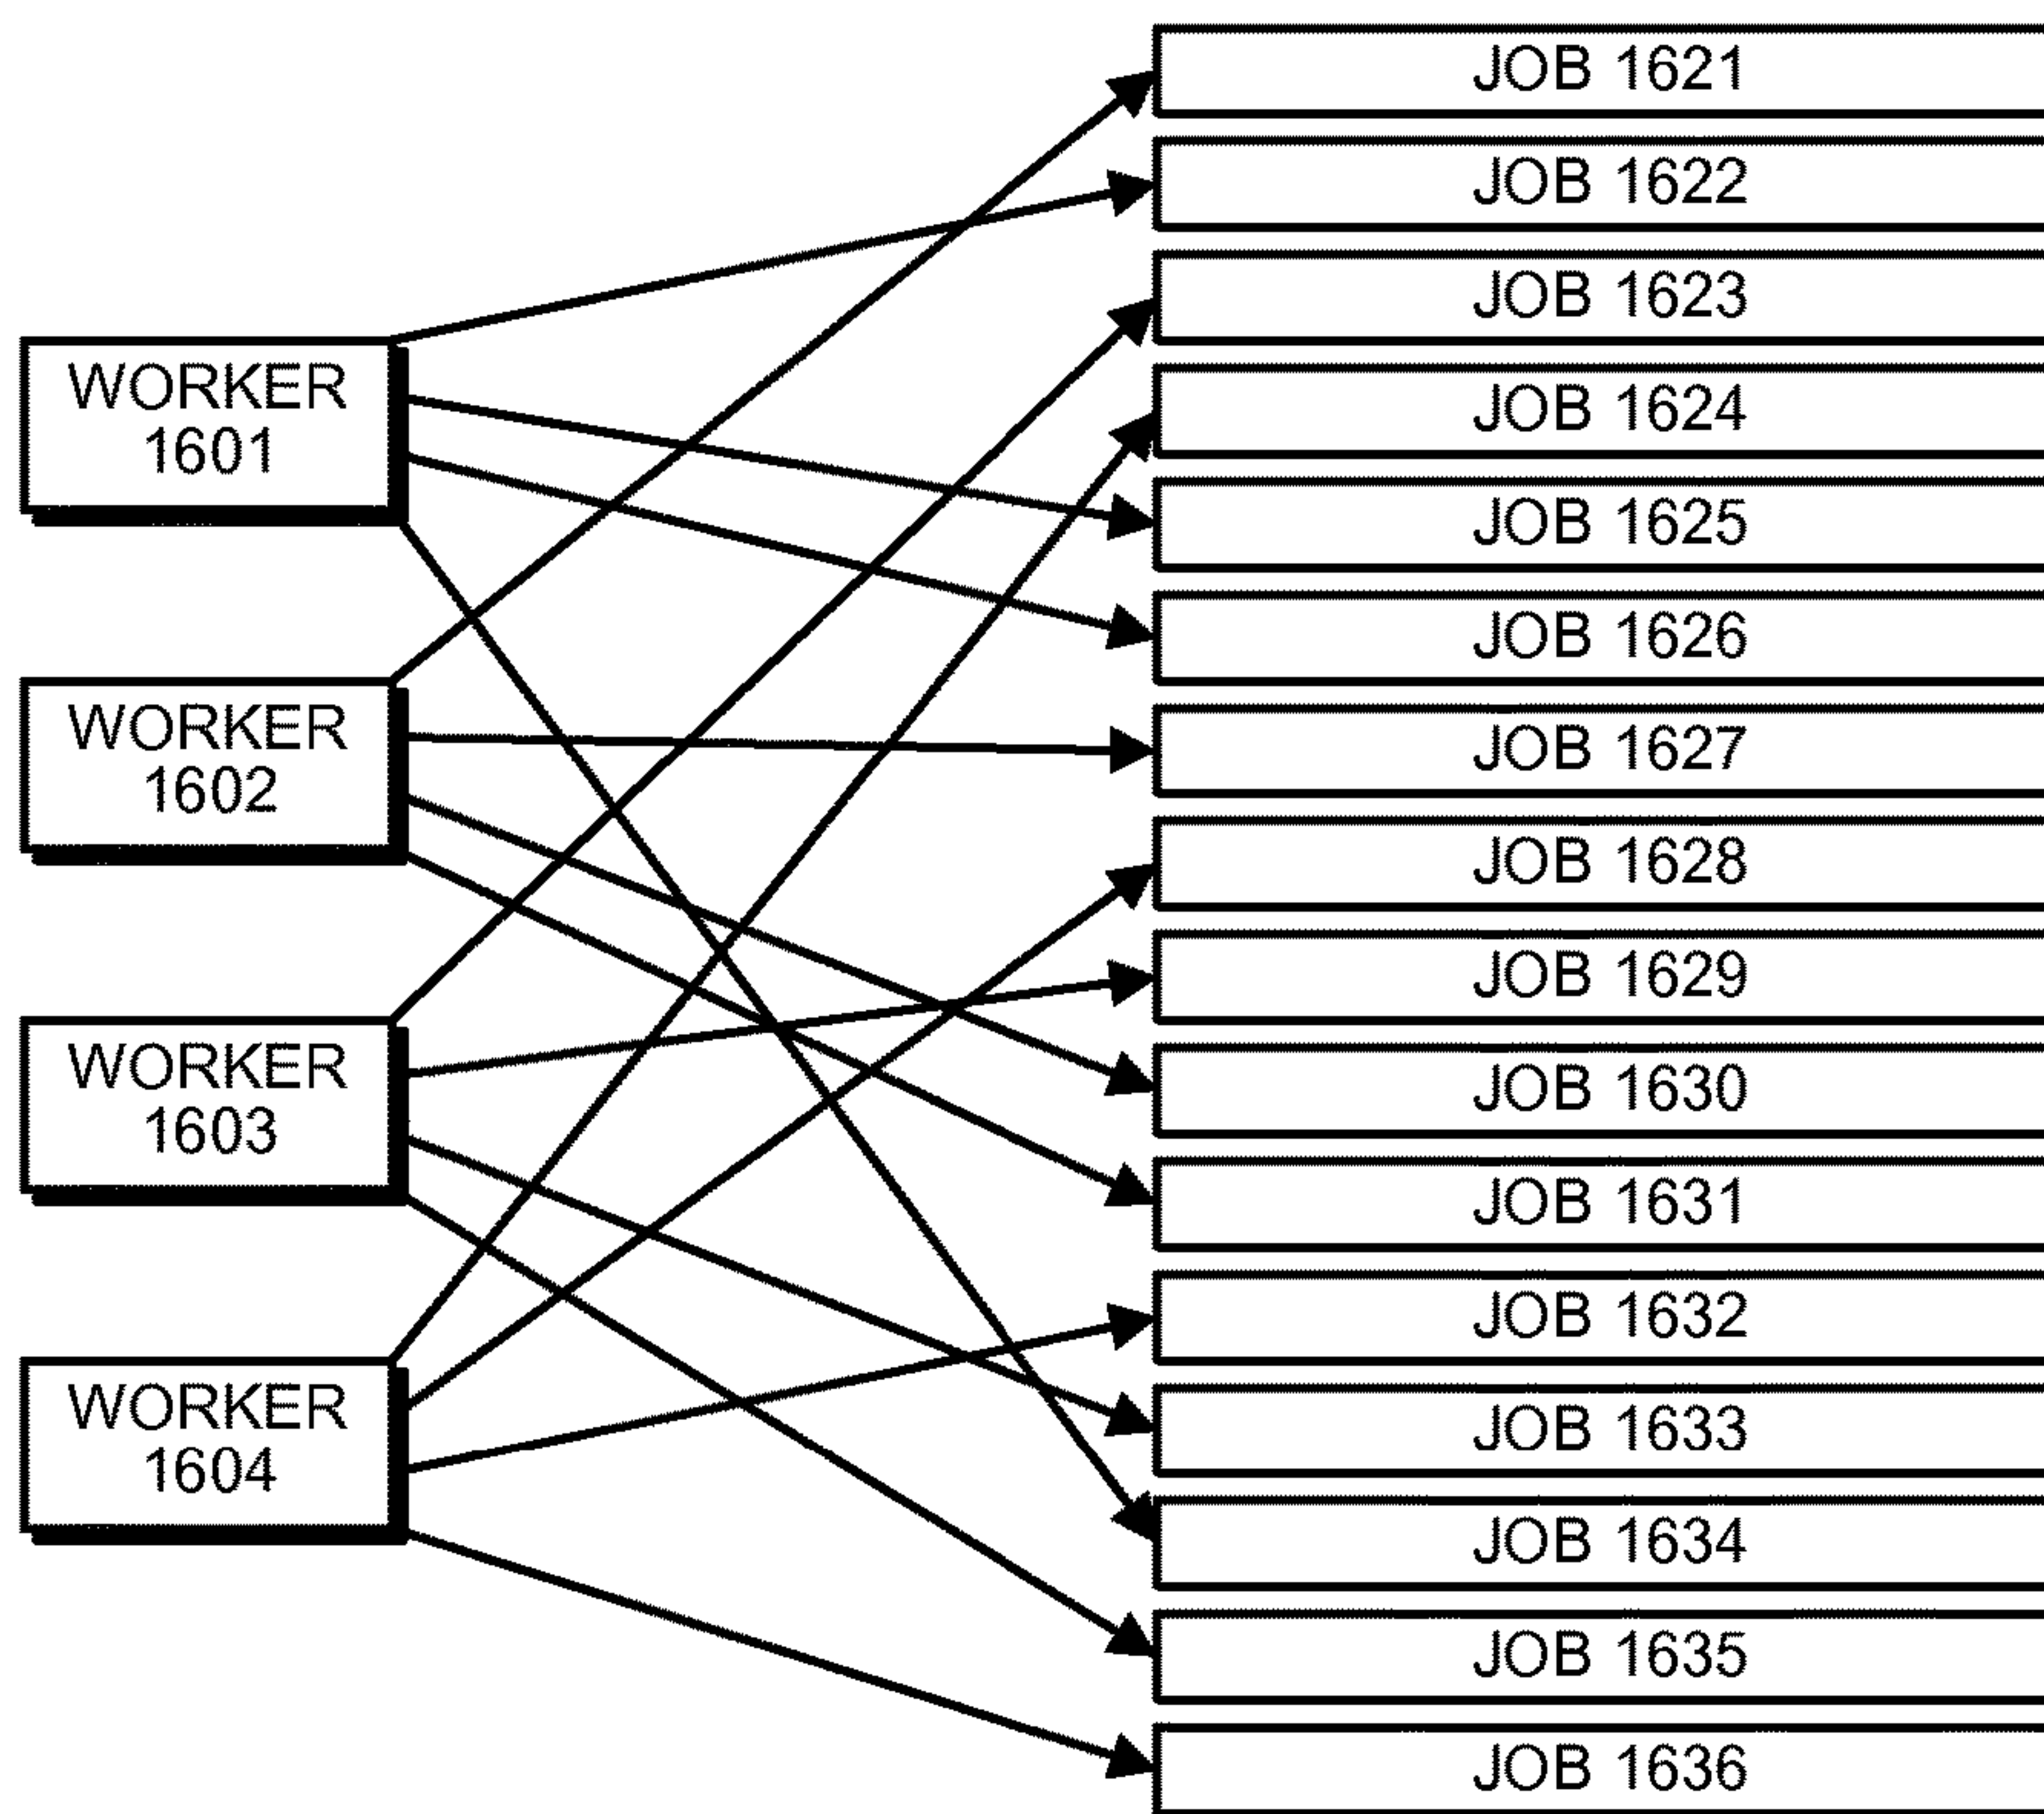 WORKER
1601
WORKER
1602
WORKER
1603
WORKER
1604
JOB 1621
JOB 1622
JOB 1623
JOB 1624
JOB 1625
JOB 1626
JOB 1627
JOB 1628
JOB 1629
JOB 1630
JOB 1631
JOB 1632
JOB 1633
JOB 1634
JOB 1635
JOB 1636